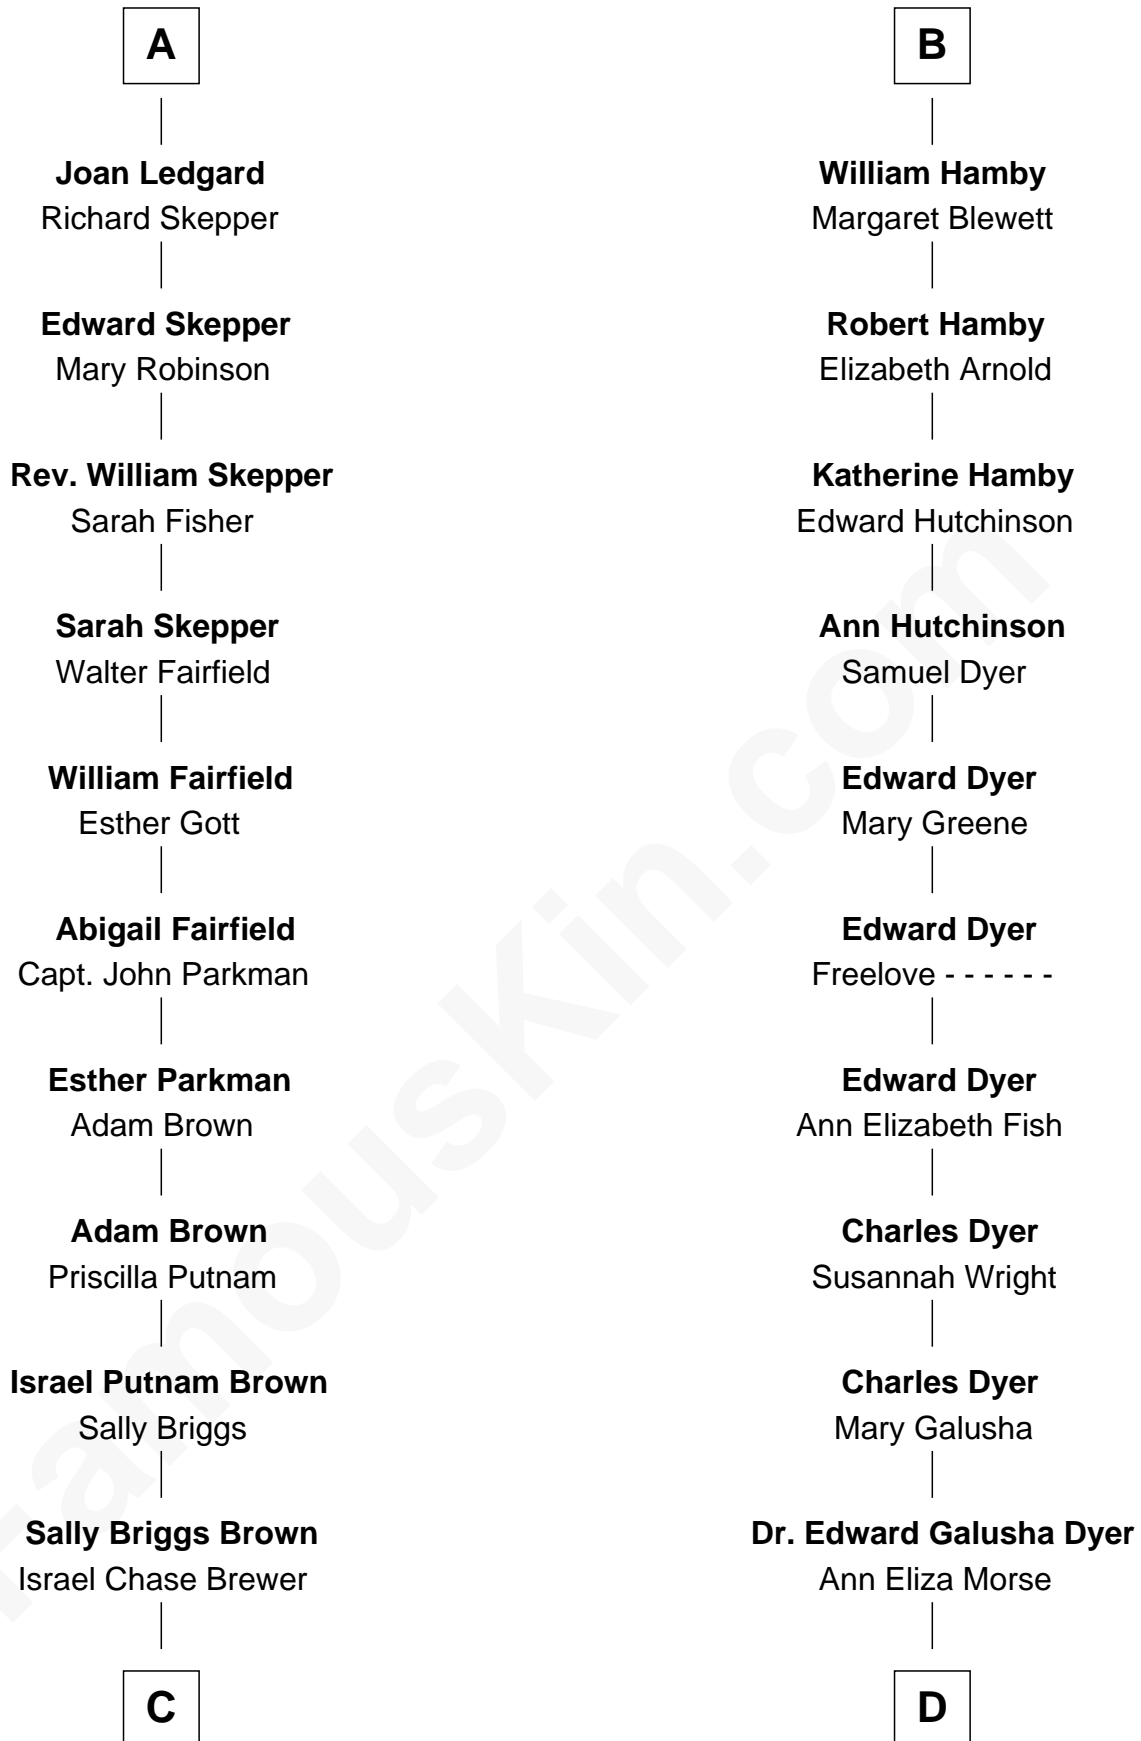 A
Joan Ledgard
Richard Skepper
Edward Skepper
Mary Robinson
Rev. William Skepper
Sarah Fisher
Sarah Skepper
Walter Fairfield
William Fairfield
Esther Gott
Abigail Fairfield
Capt. John Parkman
Esther Parkman
Adam Brown
Adam Brown
Priscilla Putnam
Israel Putnam Brown
Sally Briggs
Sally Briggs Brown
Israel Chase Brewer
C
B
William Hamby
Margaret Blewett
Robert Hamby
Elizabeth Arnold
Katherine Hamby
Edward Hutchinson
Ann Hutchinson
Samuel Dyer
Edward Dyer
Mary Greene
Edward Dyer
Freelove - - - - - -
Edward Dyer
Ann Elizabeth Fish
Charles Dyer
Susannah Wright
Charles Dyer
Mary Galusha
Dr. Edward Galusha Dyer
Ann Eliza Morse
D
FamousKin.com